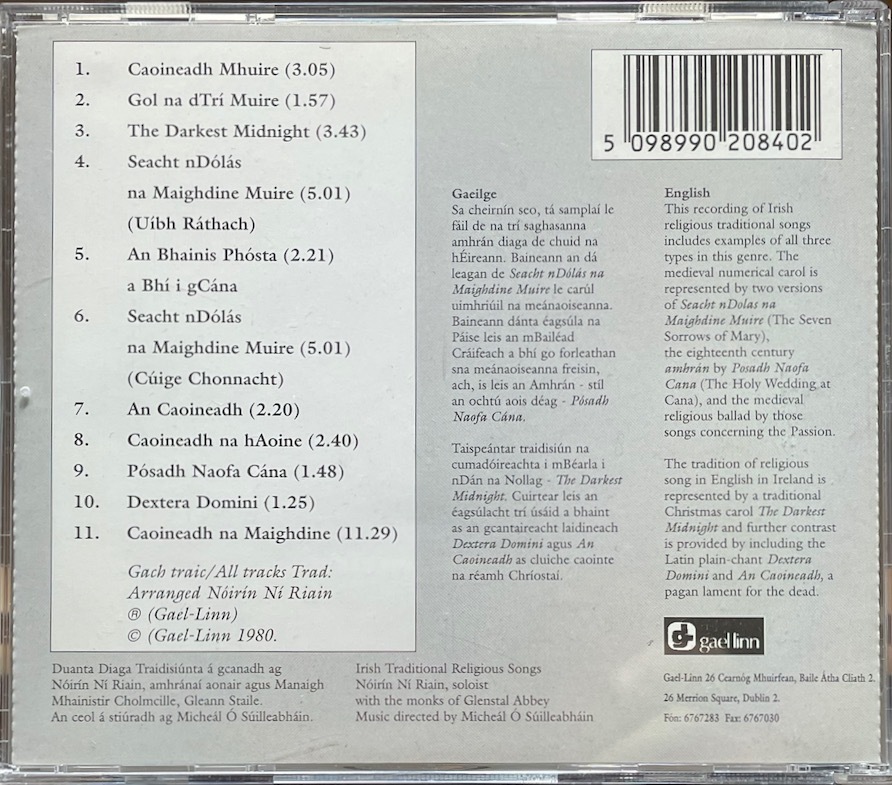 1. Caoineadh Mhuire (3.05)
2. Gol na dTrí Muire (1.57)
3. The Darkest Midnight (3.43)
4. Seacht nDólás
na Maighdine Muire (5.01)
(Uíbh Ráthach)
5. An Bhainis Phósta (2.21)
a Bhí i gCána
6. Seacht nDólás
na Maighdine Muire (5.01)
(Cúige Chonnacht)
7. An Caoineadh (2.20)
8. Caoineadh na hAoine (2.40)
9. Pósadh Naofa Cána (1.48)
10. Dextera Domini (1.25)
11. Caoineadh na Maighdine (11.29)
Gach traic/All tracks Trad:
Arranged Nóirín Ní Riain
® (Gael-Linn)
© (Gael-Linn 1980.
5 098990 208402
Gaeilge
Sa cheirnín seo, tá samplaí le
fáil de na trí saghasanna
amhrán diaga de chuid na
hÉireann. Baineann an dá
leagan de Seacht nDólás na
Maighdine Muire le carúl
uimhriúil na meánaoiseanna.
Baineann dánta éagsúla na
Páise leis an mBailéad
Cráifeach a bhí go forleathan
sna meánaoiseanna freisin,
ach, is leis an Amhrán - stíl
an ochtú aois déag - Pósadh
Naofa Cána.
Taispeántar traidisiún na
cumadóireachta i mBéarla i
nDán na Nollag - The Darkest
Midnight. Cuirtear leis an
éagsúlacht trí úsáid a bhaint
as an gcantaireacht laidineach
Dextera Domini agus An
Caoineadh as cluiche caointe
na réamh Chríostaí.
English
This recording of Irish
religious traditional songs
includes examples of all three
types in this genre. The
medieval numerical carol is
represented by two versions
of Seacht nDolas na
Maighdine Muire (The Seven
Sorrows of Mary),
the eighteenth century
amhrán by Posadh Naofa
Cana (The Holy Wedding at
Cana), and the medieval
religious ballad by those
songs concerning the Passion.
The tradition of religious
song in English in Ireland is
represented by a traditional
Christmas carol The Darkest
Midnight and further contrast
is provided by including the
Latin plain-chant Dextera
Domini and An Caoineadh, a
pagan lament for the dead.
gael linn
Gael-Linn 26 Cearnóg Mhuirfean, Baile Átha Cliath 2.
26 Merrion Square, Dublin 2.
Fón: 6767283 Fax: 6767030
Duanta Diaga Traidisiúnta á gcanadh ag
Nóirín Ní Riain, amhránaí aonair agus Manaigh
Mhainistir Cholmcille, Gleann Staile.
An ceol á stiúradh ag Micheál Ó Súilleabháin.
Irish Traditional Religious Songs
Nóirín Ní Riain, soloist
with the monks of Glenstal Abbey
Music directed by Micheál Ó Súilleabháin